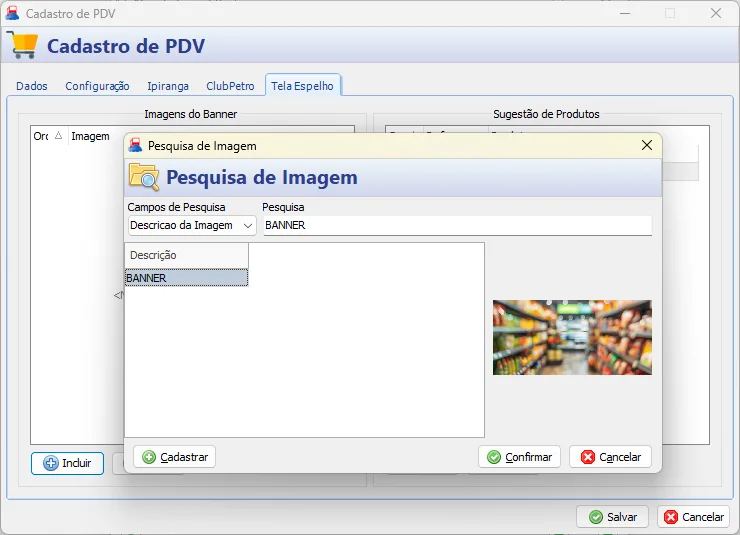 Cadastro de PDV
Cadastro de PDV
Dados Configuração Ipiranga ClubPetro Tela Espelho
Imagens do Banner Sugestão de Produtos
Imagem
Pesquisa de Imagem
Pesquisa de Imagem
Campos de Pesquisa Pesquisa
Descricao da Imagem BANNER
Descrição
BANNER
Cadastrar Confirmar Cancelar
Incluir
Salvar Cancelar